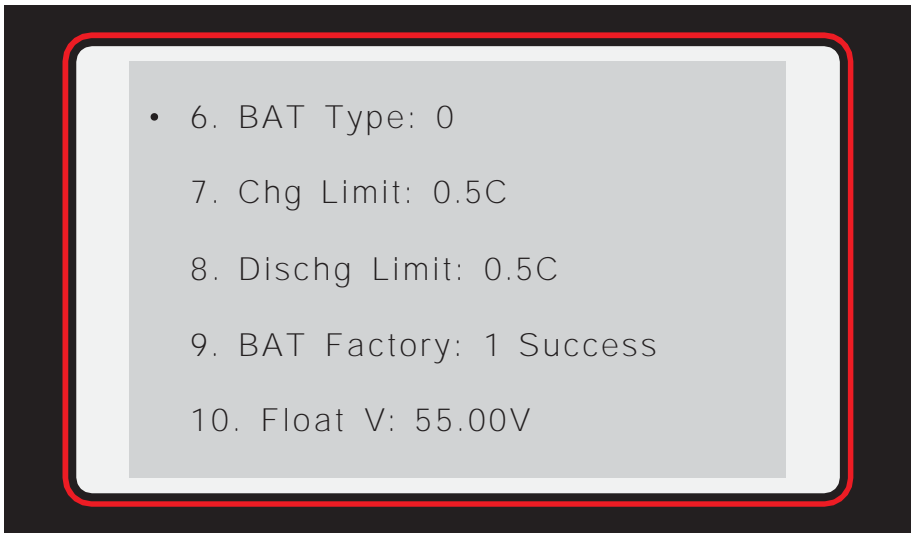 • 6. BAT Type: 0
7. Chg Limit: 0.5C
8. Dischg Limit: 0.5C
9. BAT Factory: 1 Success
10. Float V: 55.00V